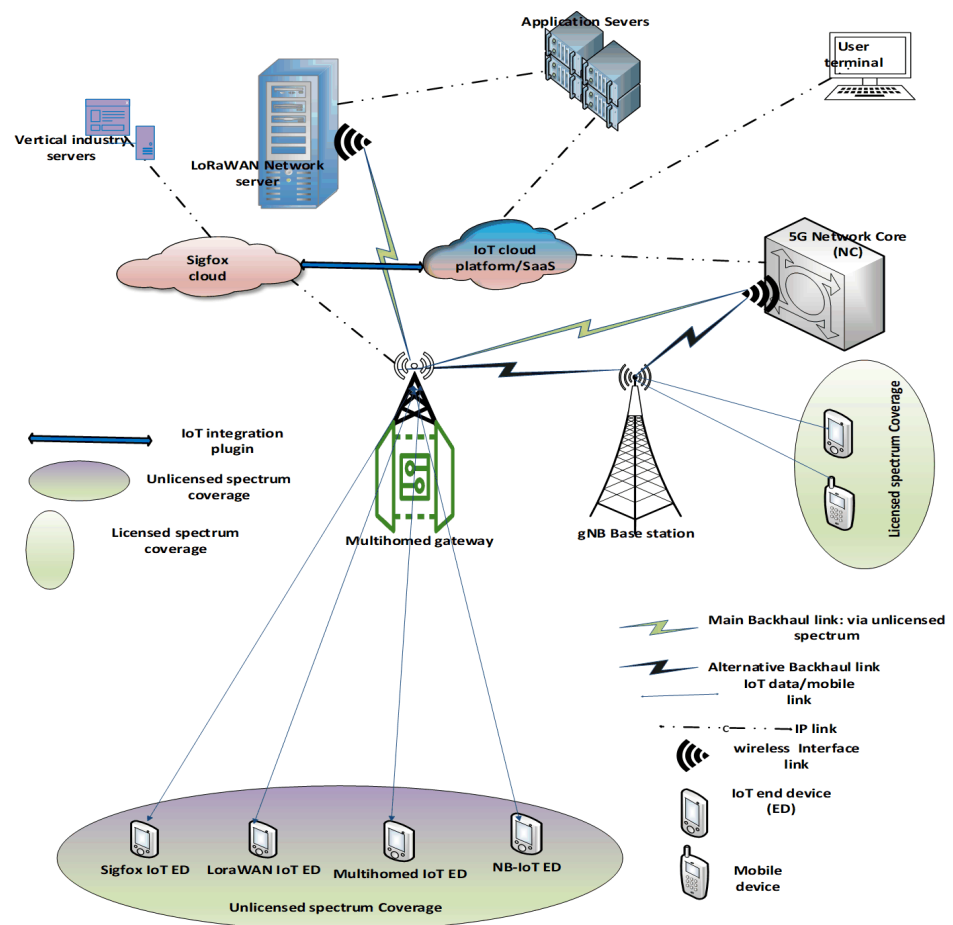 Application Severs
User
terminal
Vertical industry
servers
LoRaWAN Network
server
5G Network Core
(NC)
Sigfox
cloud
IoT cloud
platform/SaaS
Licensed spectrum Coverage
IoT integration
plugin
Unlicensed spectrum
coverage
Licensed spectrum
coverage
Multihomed gateway
gNB Base station
Main Backhaul link: via unlicensed
spectrum
Alternative Backhaul link
IoT data/mobile
link
C
IP link
wireless Interface
link
IoT end device
(ED)
Mobile
device
Sigfox IoT ED
LoraWAN IoT ED
Multihomed IoT ED
NB-IoT ED
Unlicensed spectrum Coverage